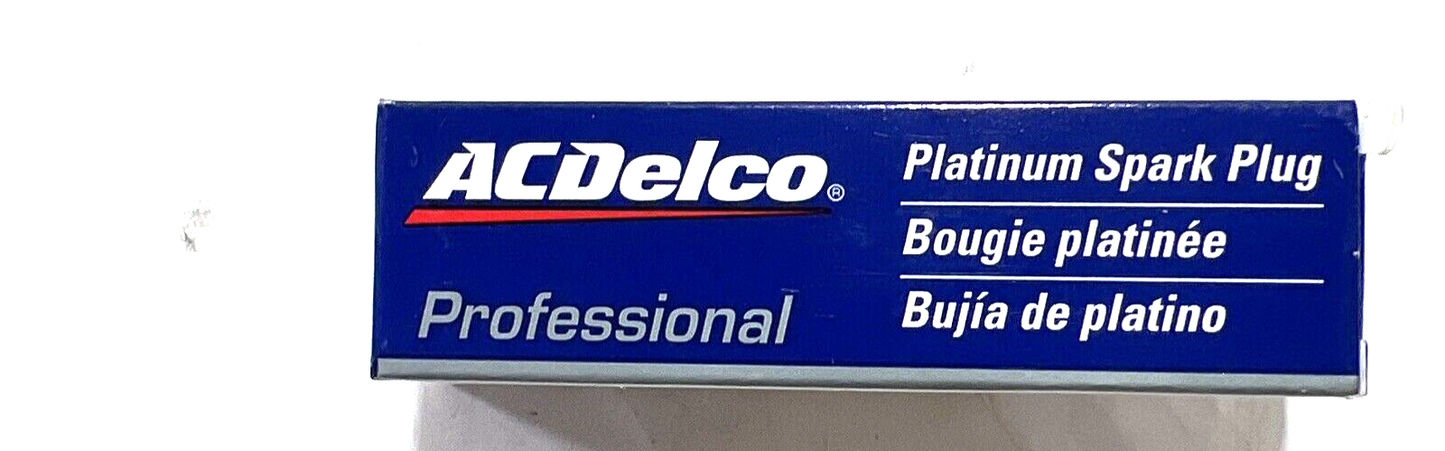 ACDelco®
Professional
Platinum Spark Plug
Bougie platinée
Bujía de platino